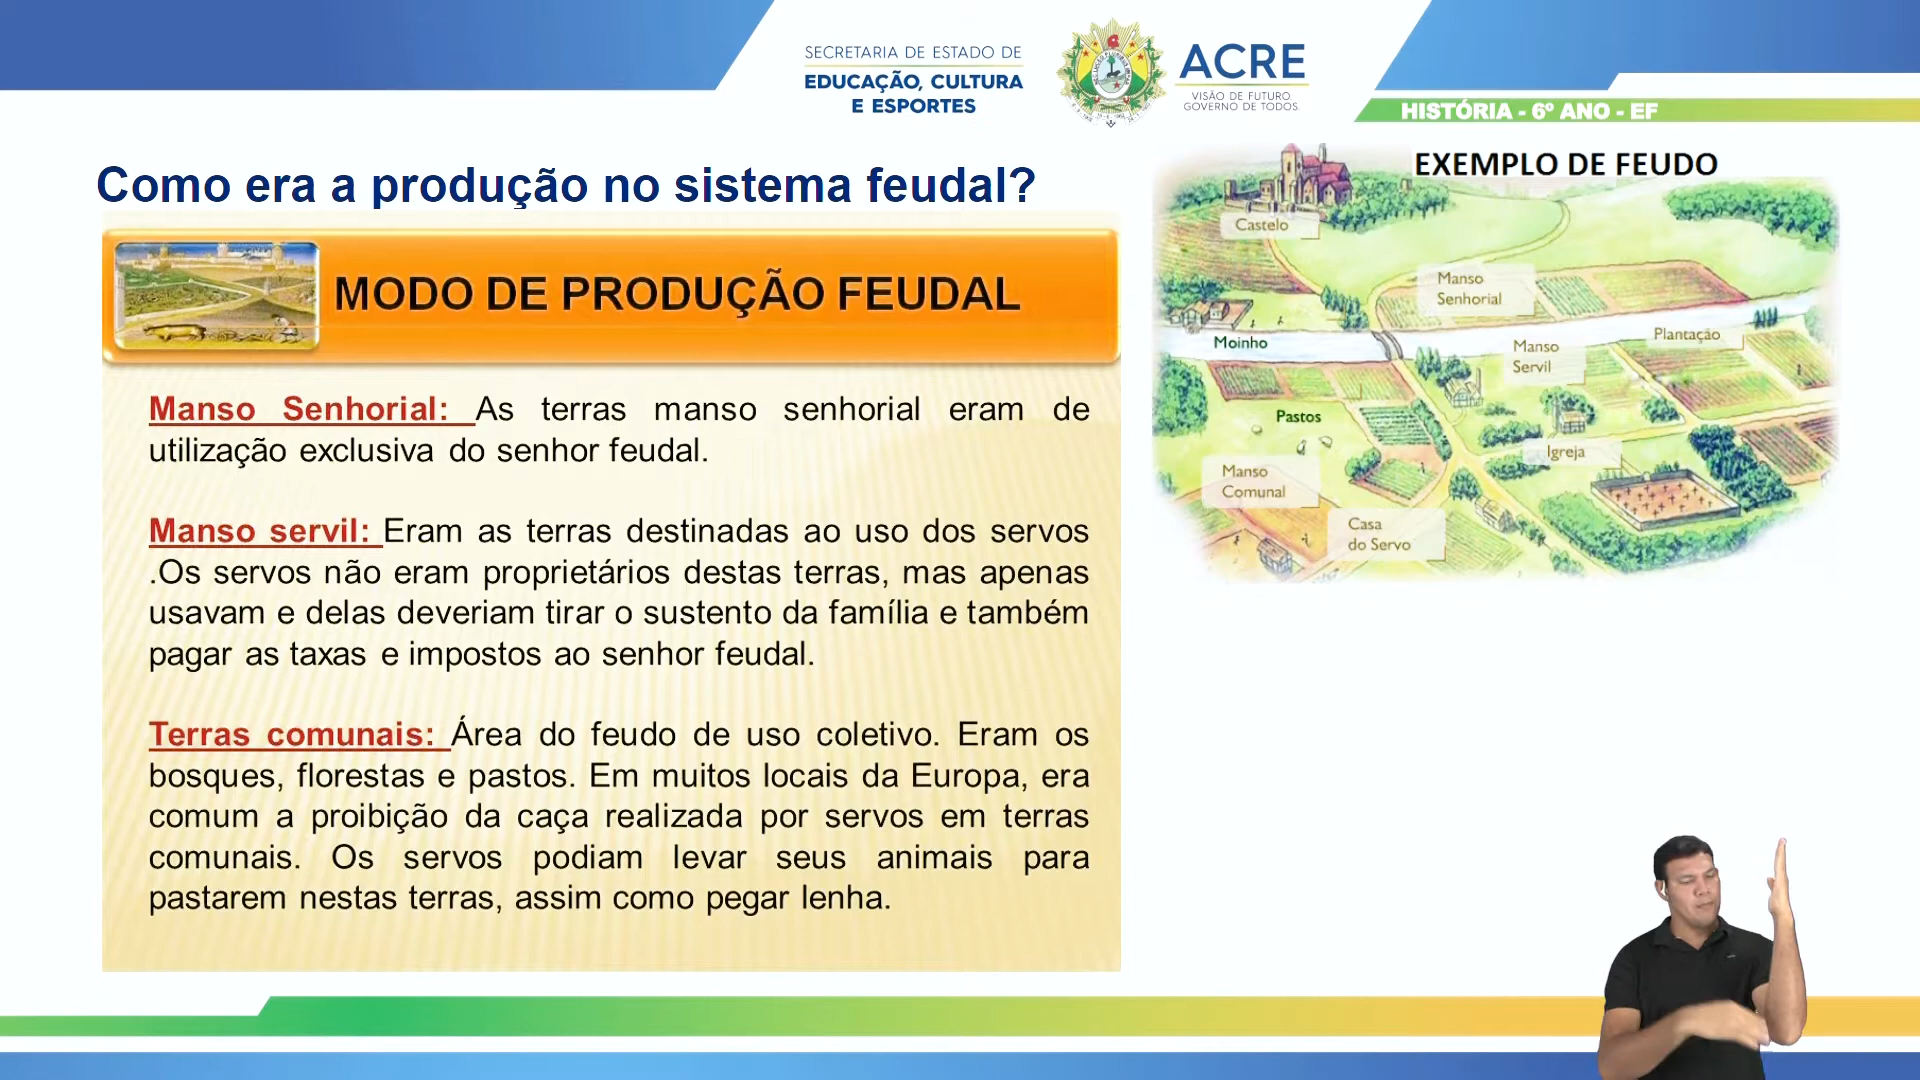 SECRETARIA DE ESTADO DE
EDUCAÇÃO, CULTURA
E ESPORTES
ACRE
VISÃO DE FUTURO
GOVERNO DE TODOS
HISTÓRIA - 6º ANO - EF
Como era a produção no sistema feudal?
MODO DE PRODUÇÃO FEUDAL
Manso Senhorial: As terras manso senhorial eram de
utilização exclusiva do senhor feudal.
Manso servil: Eram as terras destinadas ao uso dos servos
.Os servos não eram proprietários destas terras, mas apenas
usavam e delas deveriam tirar o sustento da família e também
pagar as taxas e impostos ao senhor feudal.
Terras comunais: Área do feudo de uso coletivo. Eram os
bosques, florestas e pastos. Em muitos locais da Europa, era
comum a proibição da caça realizada por servos em terras
comunais. Os servos podiam levar seus animais para
pastarem nestas terras, assim como pegar lenha.
EXEMPLO DE FEUDO
Castelo
Manso
Senhorial
Moinho
Plantação
Manso
Servil
Pastos
Igreja
Manso
Comunal
Casa
do Servo